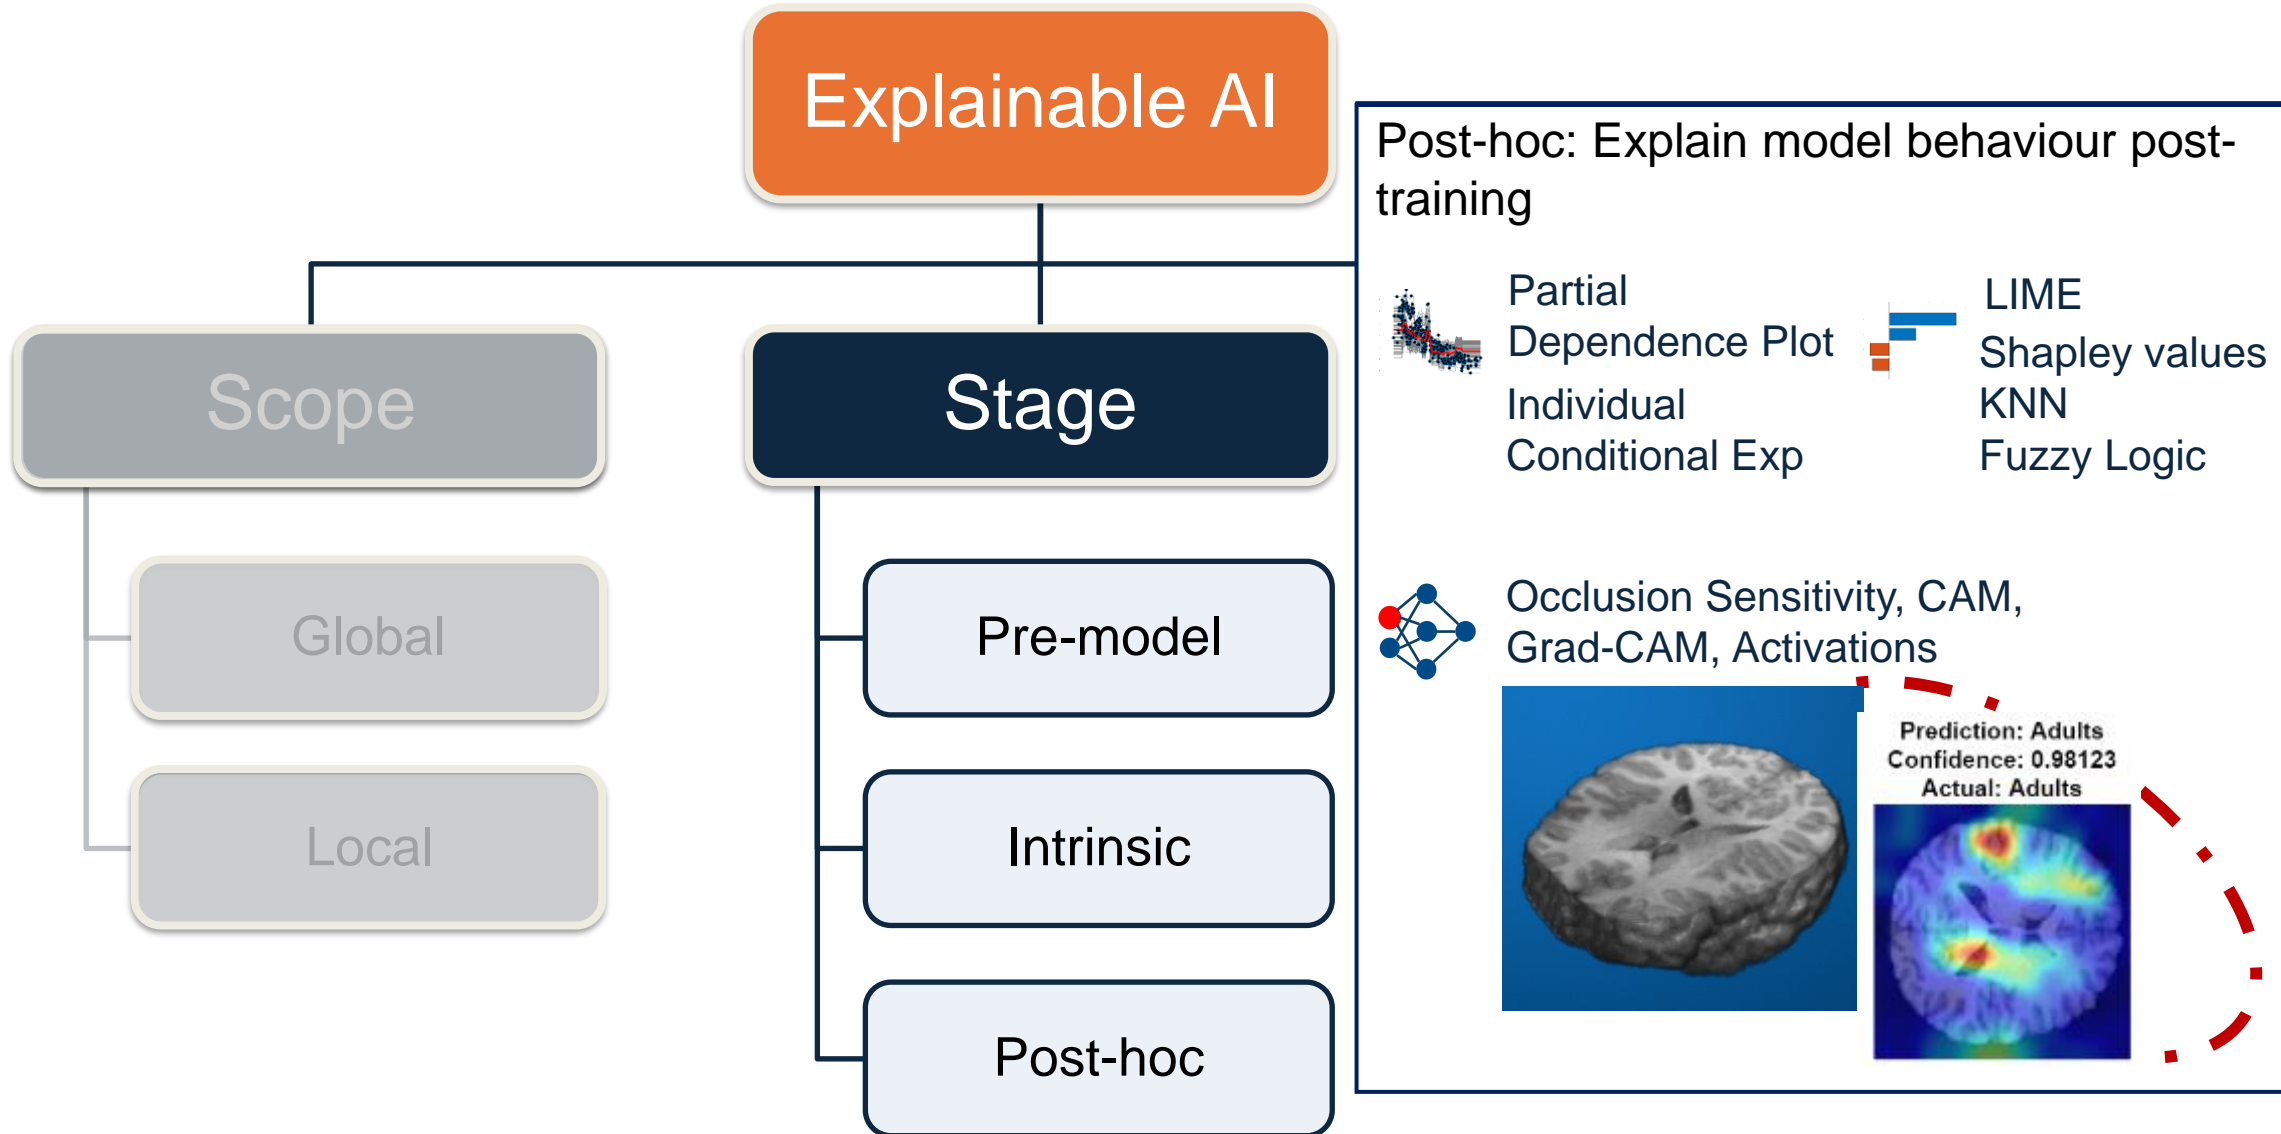 Explainable AI
Scope
Global
Local
Stage
Pre-model
Intrinsic
Post-hoc
Post-hoc: Explain model behaviour post-
training
Partial
Dependence Plot
Individual
Conditional Exp
LIME
Shapley values
KNN
Fuzzy Logic
Occlusion Sensitivity, CAM,
Grad-CAM, Activations
Prediction: Adults
Confidence: 0.98123
Actual: Adults